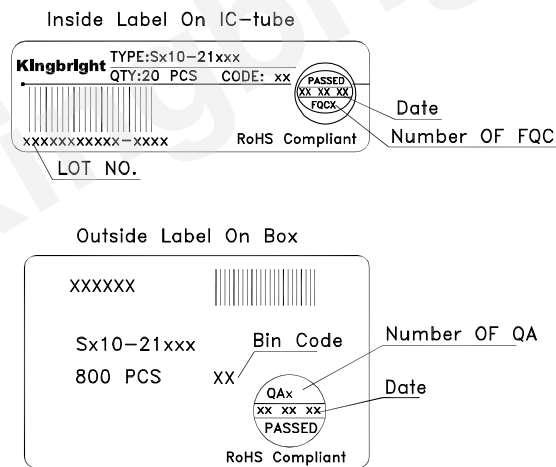 Inside Label On IC-tube
Kingbright TYPE:Sx10-21xxx
QTY:20 PCS CODE: xx
PASSED
XX XX XX
FQCX
Date
Number OF FQC
xxxxxxxxxxx-xxxx
RoHS Compliant
LOT NO.
Outside Label On Box
XXXXXX
Sx10-21xxx
Bin Code
Number OF QA
800 PCS
XX
QAx
Date
xx xx xx
PASSED
RoHS Compliant